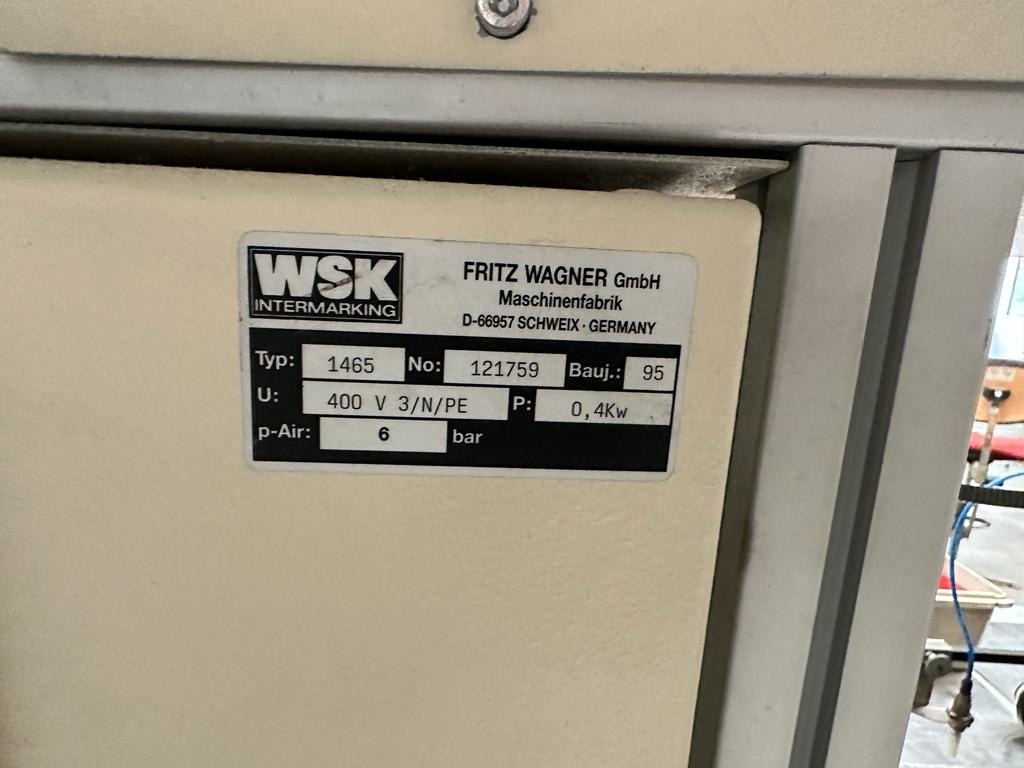 WSK
INTERMARKING
FRITZ WAGNER GmbH
Maschinenfabrik
D-66957 SCHWEIX · GERMANY
Typ: 1465 No: 121759 Bauj.: 95
U: 400 V 3/N/PE P: 0,4Kw
p-Air: 6 bar